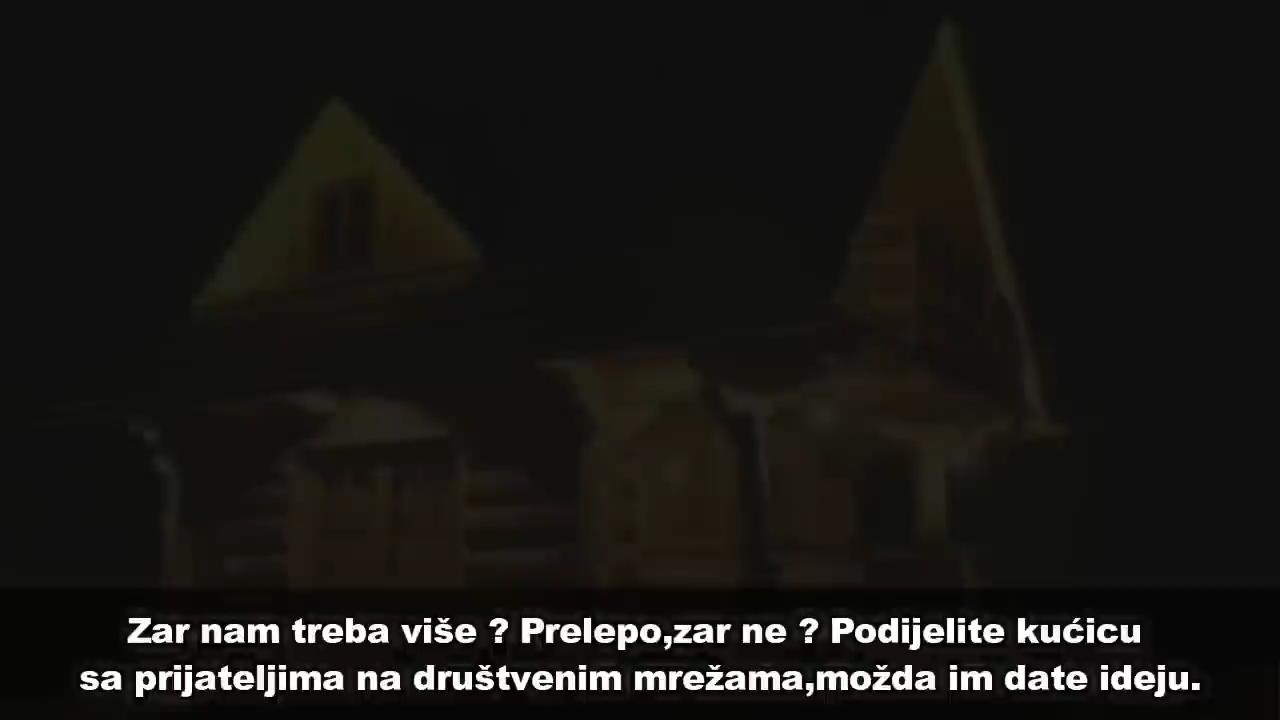 Zar nam treba više ? Prelepo,zar ne ? Podijelite kućicu
sa prijateljima na društvenim mrežama,možda im date ideju.